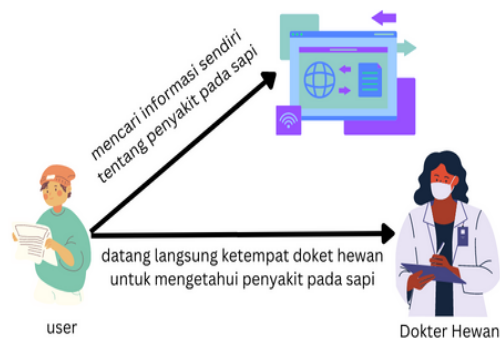 mencari informasi sendiri
tentang penyakit pada sapi
datang langsung ketempat doket hewan
untuk mengetahui penyakit pada sapi
user
Dokter Hewan